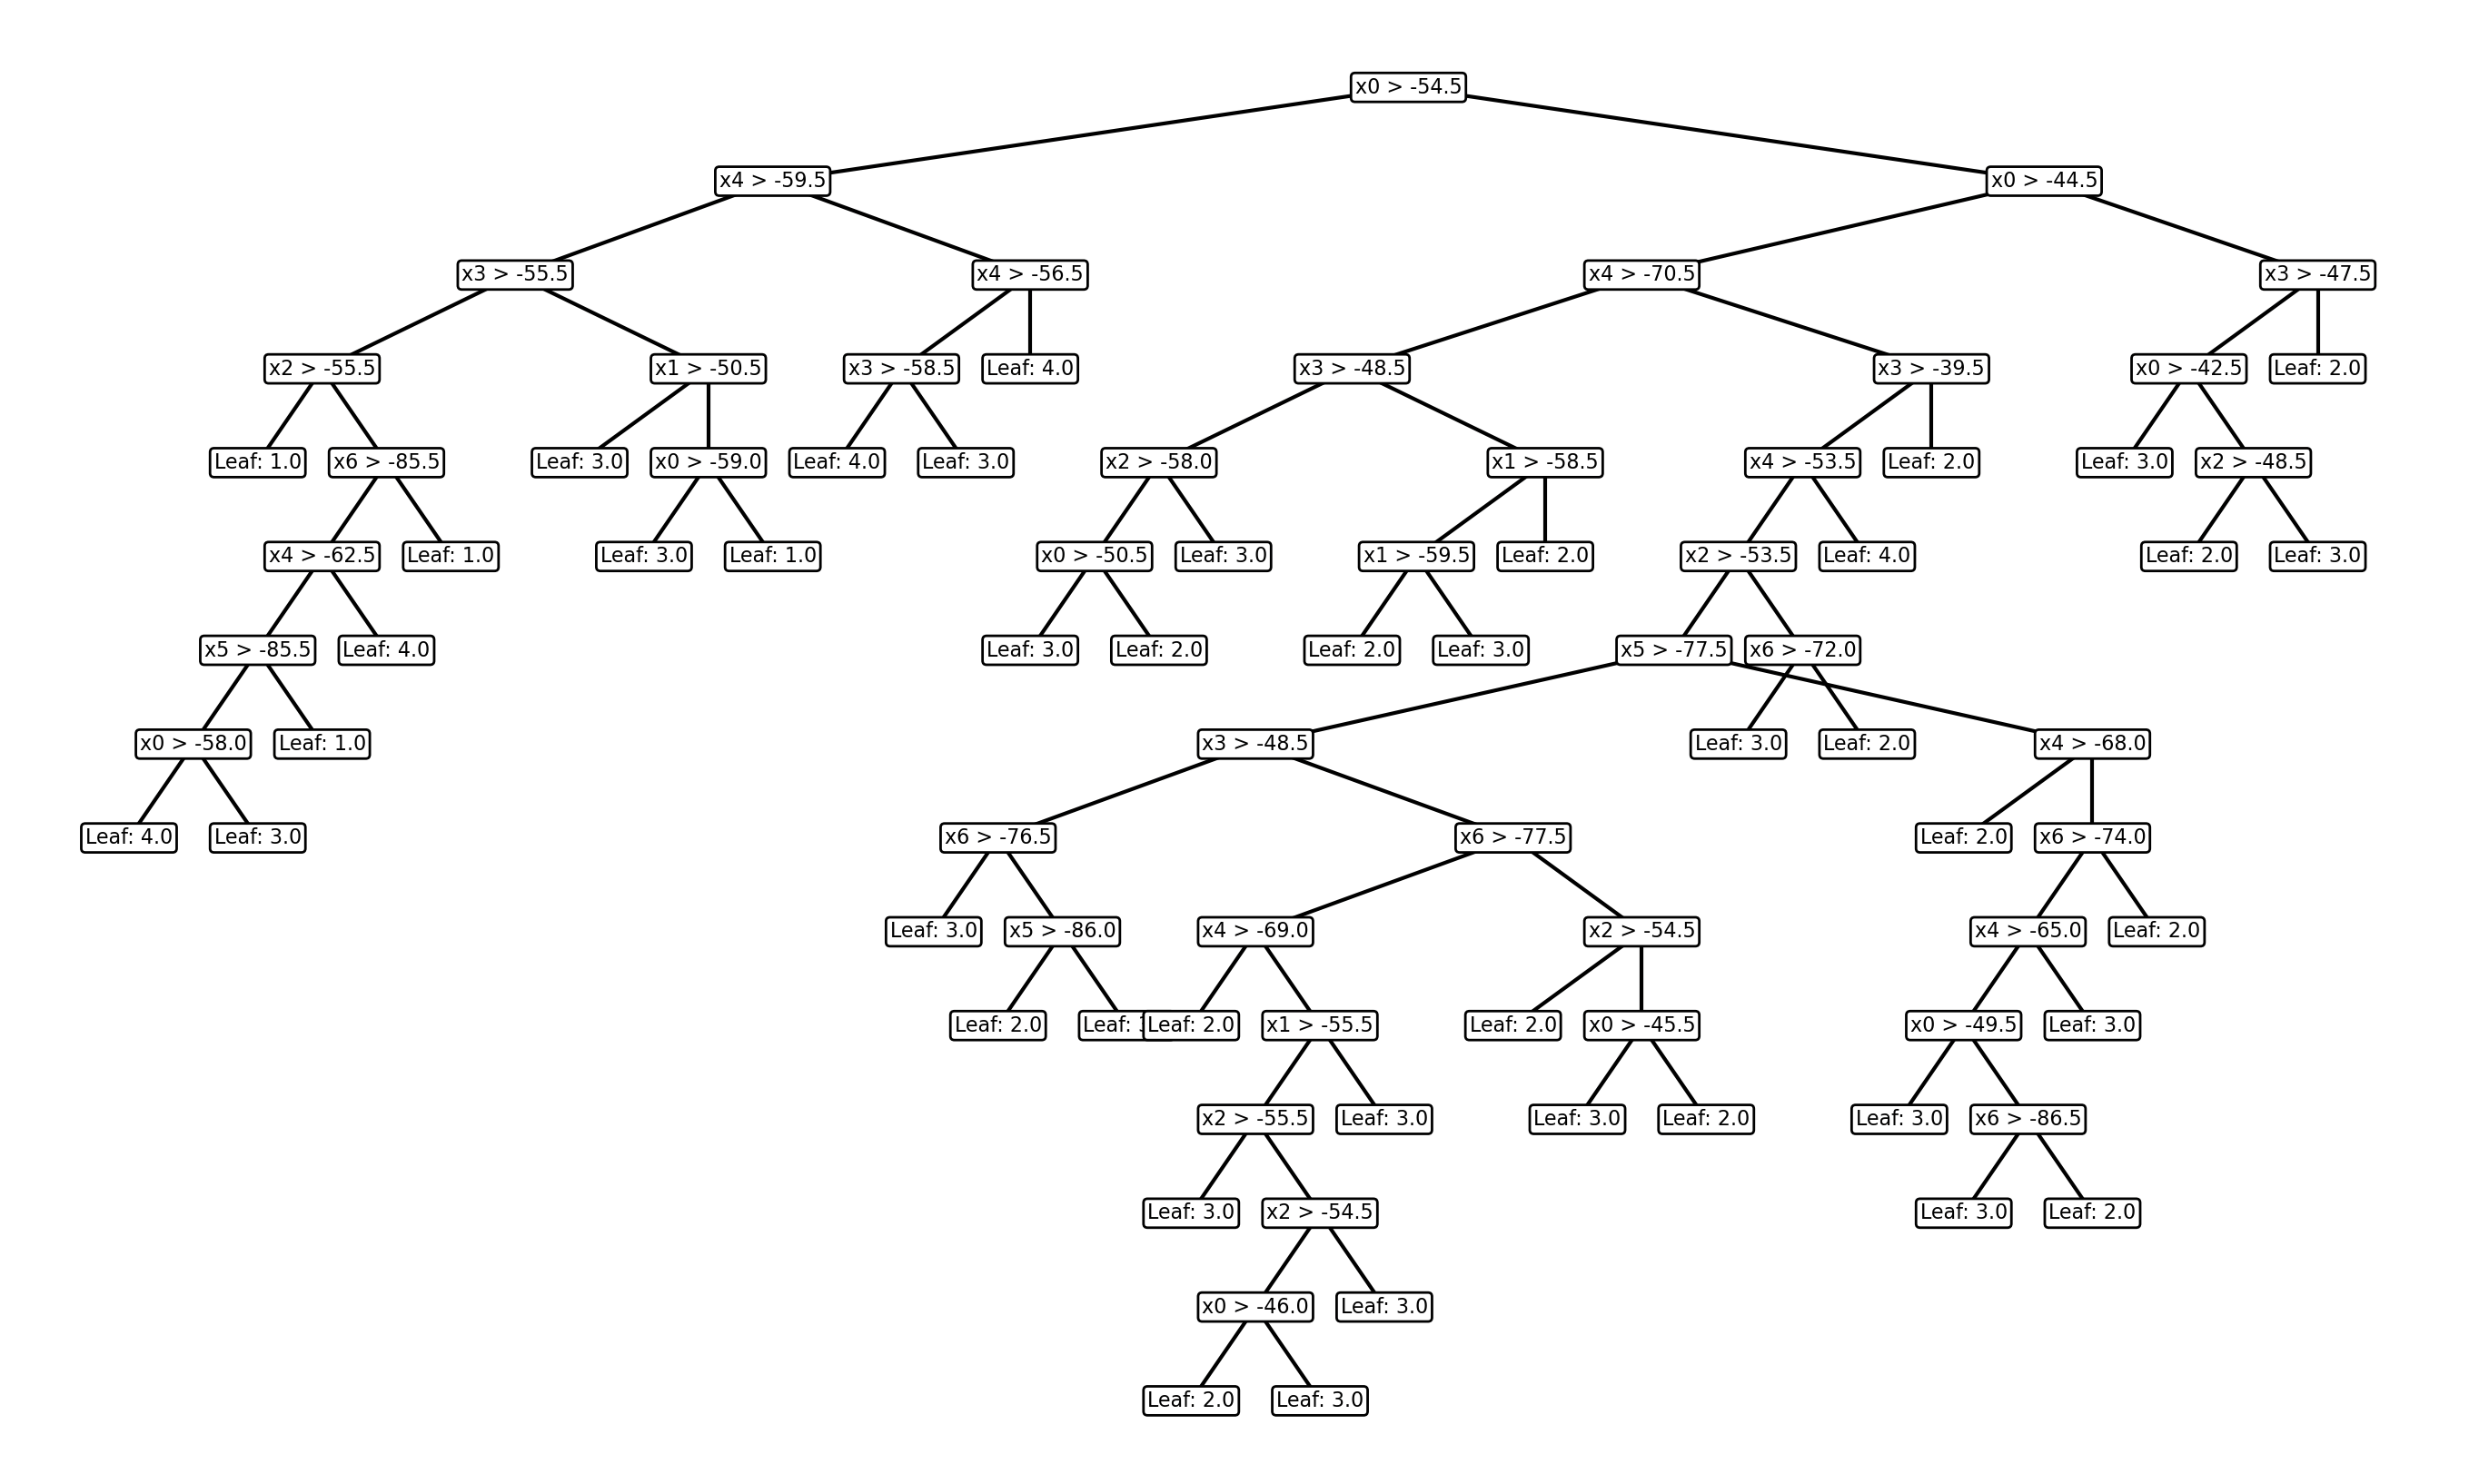 x0 > -54.5
x4 > -59.5
x0 > -44.5
x3 > -55.5
x4 > -56.5
x4 > -70.5
x3 > -47.5
x2 > -55.5
x1 > -50.5
x3 > -58.5
Leaf: 4.0
x3 > -48.5
x3 > -39.5
x0 > -42.5
Leaf: 2.0
Leaf: 1.0
x6 > -85.5
Leaf: 3.0
x0 > -59.0
Leaf: 4.0
Leaf: 3.0
x2 > -58.0
x1 > -58.5
x4 > -53.5
Leaf: 2.0
Leaf: 3.0
x2 > -48.5
x4 > -62.5
Leaf: 1.0
Leaf: 3.0
Leaf: 1.0
x0 > -50.5
Leaf: 3.0
x1 > -59.5
Leaf: 2.0
x2 > -53.5
Leaf: 4.0
Leaf: 2.0
Leaf: 3.0
x5 > -85.5
Leaf: 4.0
Leaf: 3.0
Leaf: 2.0
Leaf: 2.0
Leaf: 3.0
x5 > -77.5
x6 > -72.0
x0 > -58.0
Leaf: 1.0
x3 > -48.5
Leaf: 3.0
Leaf: 2.0
x4 > -68.0
Leaf: 4.0
Leaf: 3.0
x6 > -76.5
x6 > -77.5
Leaf: 2.0
x6 > -74.0
Leaf: 3.0
x5 > -86.0
x4 > -69.0
x2 > -54.5
x4 > -65.0
Leaf: 2.0
Leaf: 2.0
Leaf:
Leaf: 2.0
x1 > -55.5
Leaf: 2.0
x0 > -45.5
x0 > -49.5
Leaf: 3.0
x2 > -55.5
Leaf: 3.0
Leaf: 3.0
Leaf: 2.0
Leaf: 3.0
x6 > -86.5
Leaf: 3.0
x2 > -54.5
Leaf: 3.0
Leaf: 2.0
x0 > -46.0
Leaf: 3.0
Leaf: 2.0
Leaf: 3.0